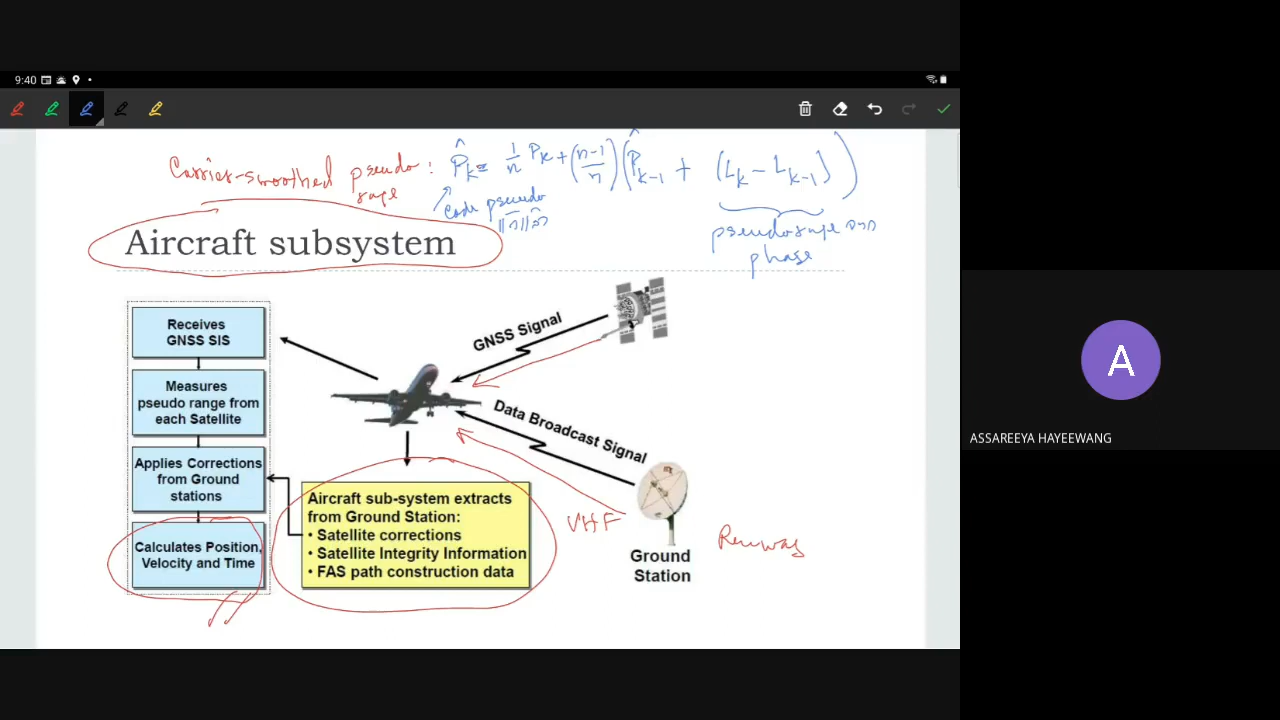 9:40
Carrier-smoothed pseudo range : P̂k = 1/n Pk + (n-1/n) (P̂k-1 + (Lk - Lk-1))
code pseudo
phase
Aircraft subsystem
Receives
GNSS SIS
Measures
pseudo range from
each Satellite
Applies Corrections
from Ground
stations
Calculates Position,
Velocity and Time
GNSS Signal
Data Broadcast Signal
Aircraft sub-system extracts
from Ground Station:
• Satellite corrections
• Satellite Integrity Information
• FAS path construction data
VHF
Ground
Station
Runway
A
ASSAREEYA HAYEEWANG